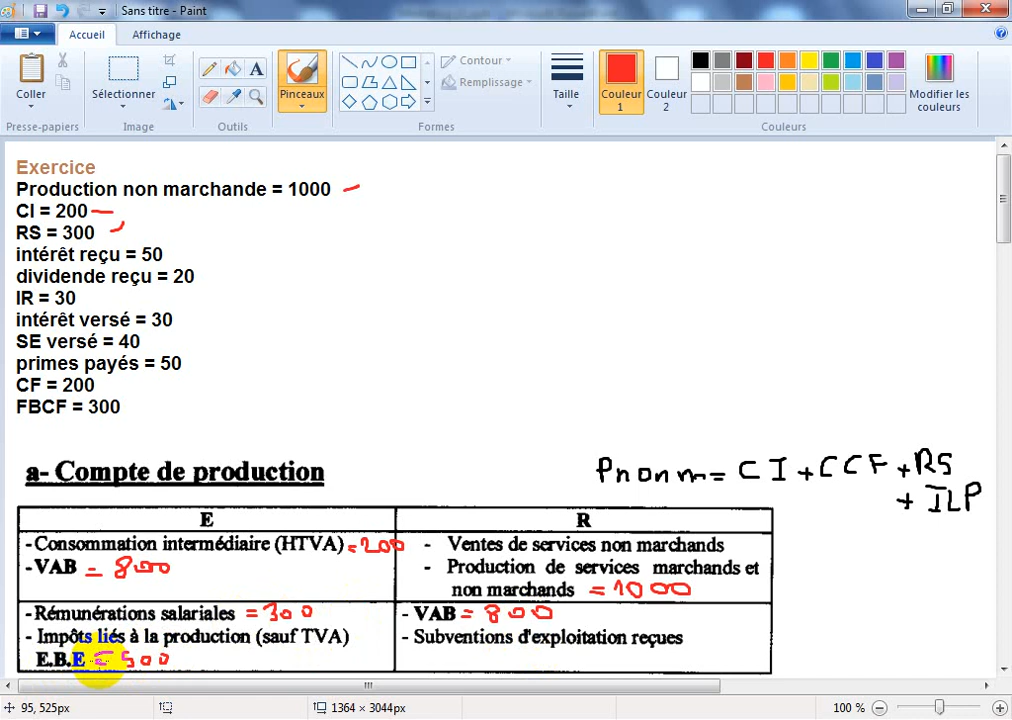 Sans titre - Paint
Accueil
Affichage
Coller
Sélectionner
Pinceaux
Contour
Remplissage
Taille
Couleur 1
Couleur 2
Modifier les couleurs
Presse-papiers
Image
Outils
Formes
Couleurs
Exercice
Production non marchande = 1000
CI = 200
RS = 300
intérêt reçu = 50
dividende reçu = 20
IR = 30
intérêt versé = 30
SE versé = 40
primes payés = 50
CF = 200
FBCF = 300
a- Compte de production
Pnonm = CI + CCF + RS
+ ILP
E
R
- Consommation intermédiaire (HTVA) = 200
- VAB = 800
- Ventes de services non marchands
- Production de services marchands et
non marchands = 1000
- Rémunérations salariales = 300
- Impôts liés à la production (sauf TVA)
E.B.E = 500
- VAB = 800
- Subventions d'exploitation reçues
95, 525px
1364 × 3044px
100 %